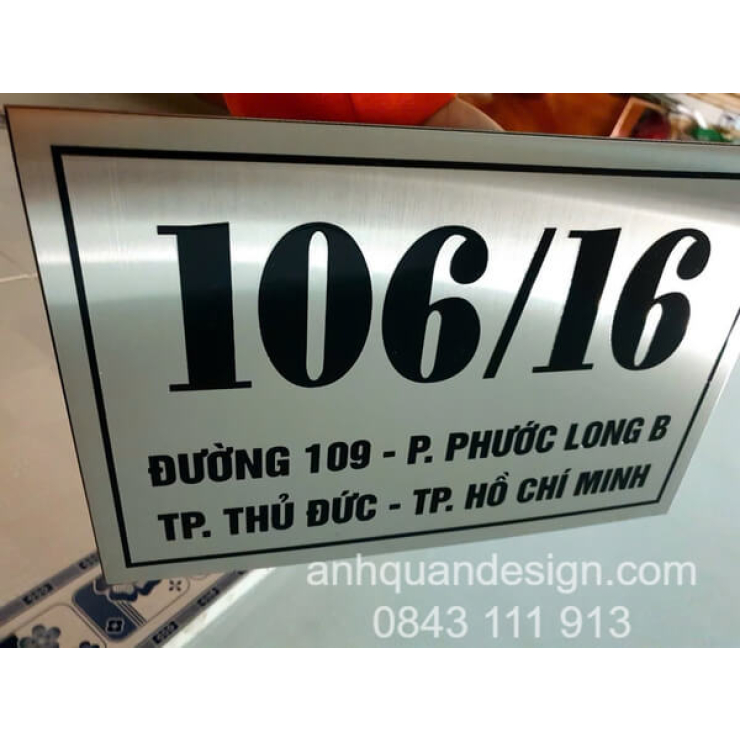 106/16
ĐƯỜNG 109 - P. PHƯỚC LONG B
TP. THỦ ĐỨC - TP. HỒ CHÍ MINH
anhquandesign.com
0843 111 913